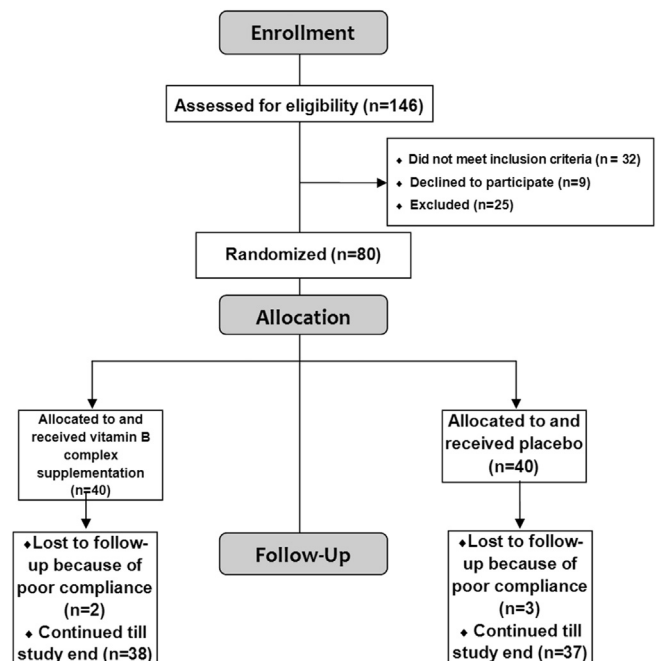 Enrollment
Assessed for eligibility (n=146)
♦ Did not meet inclusion criteria (n = 32)
♦ Declined to participate (n=9)
♦ Excluded (n=25)
Randomized (n=80)
Allocation
Allocated to and
received vitamin B
complex
supplementation
(n=40)
Allocated to and
received placebo
(n=40)
Follow-Up
♦Lost to follow-
up because of
poor compliance
(n=2)
♦ Continued till
study end (n=38)
♦Lost to follow-
up because of
poor compliance
(n=3)
♦ Continued till
study end (n=37)